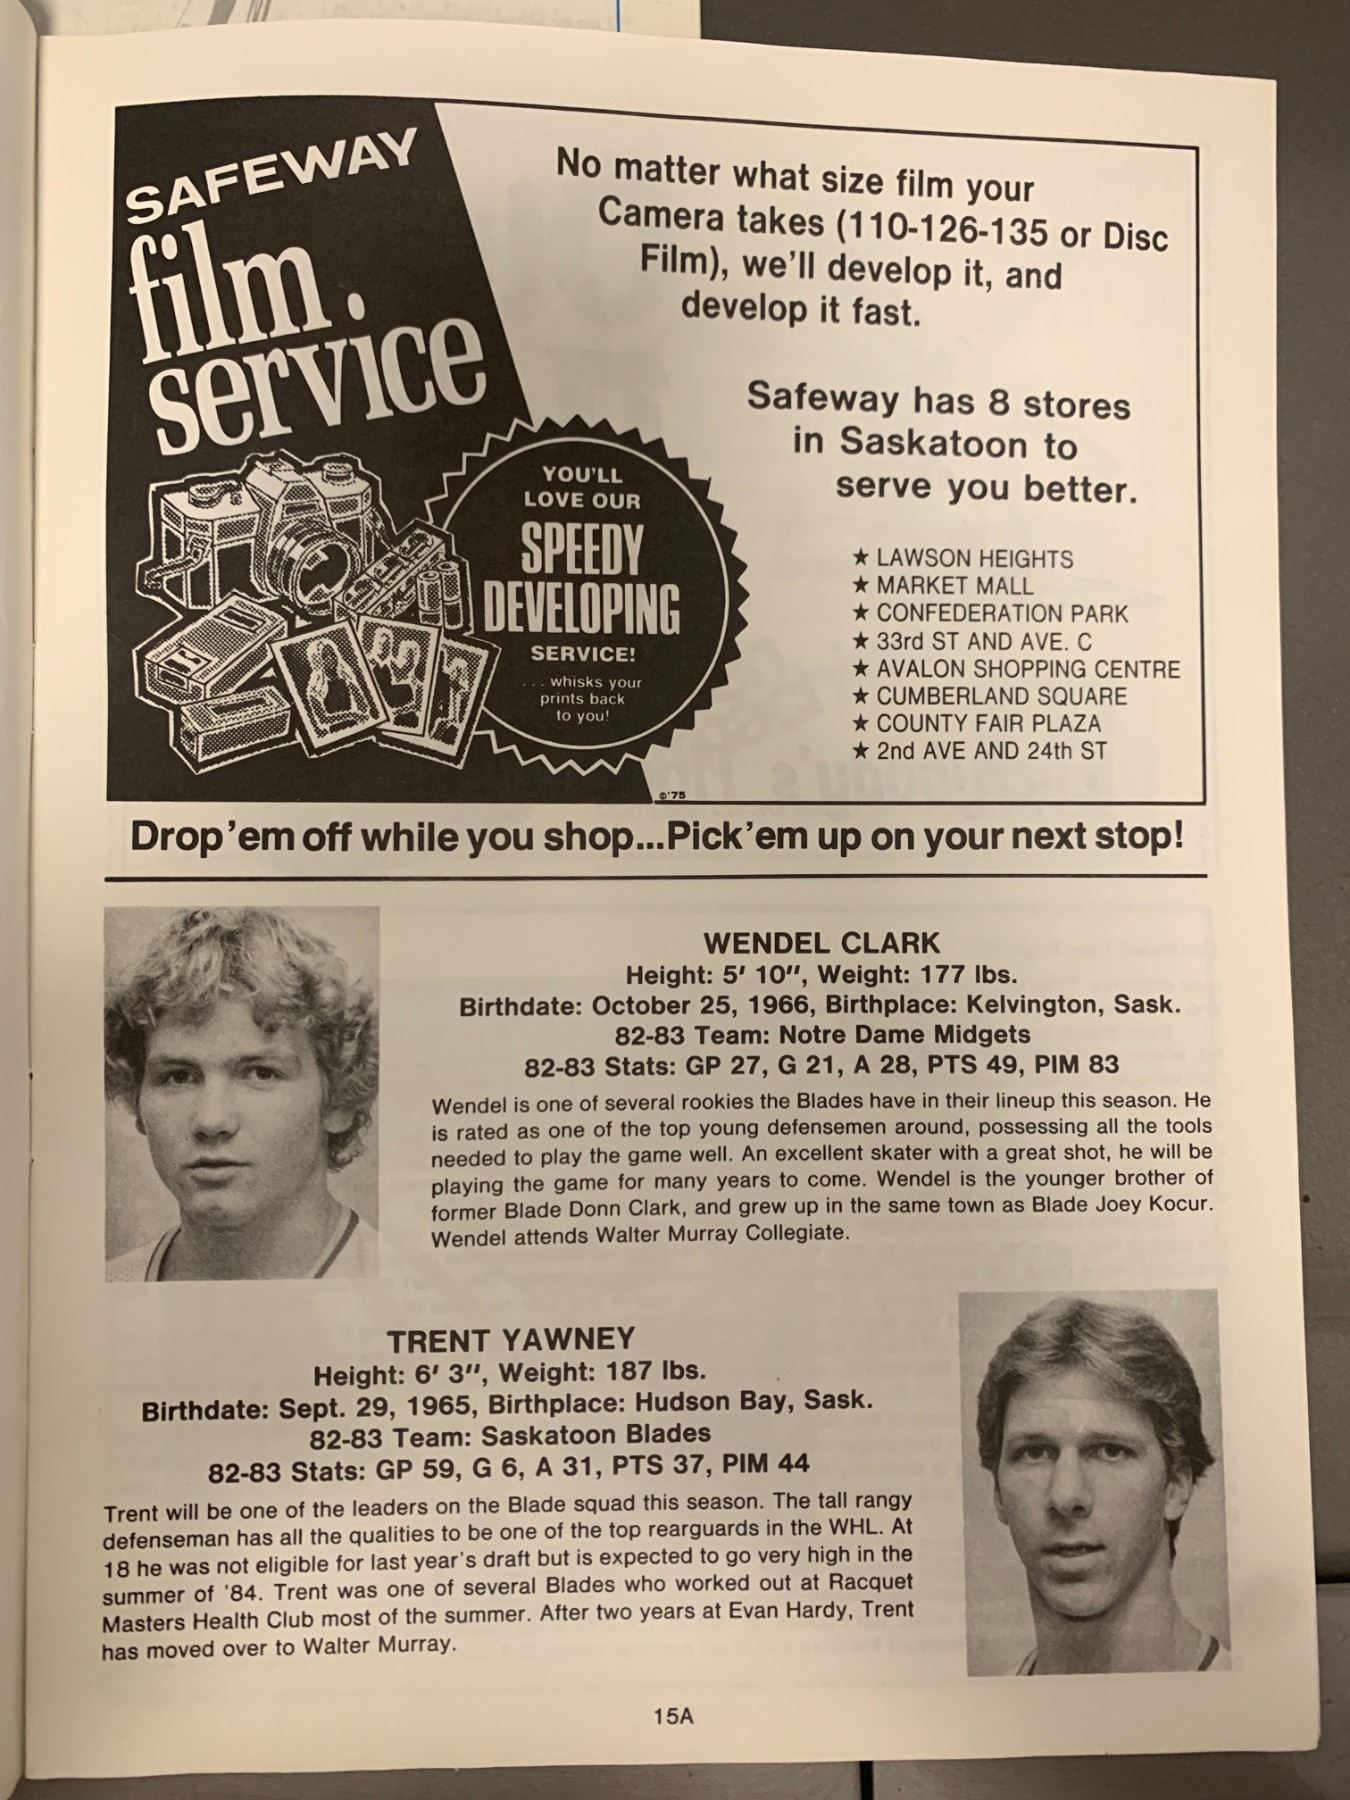 SAFEWAY
film
service
No matter what size film your
Camera takes (110-126-135 or Disc
Film), we'll develop it, and
develop it fast.
Safeway has 8 stores
in Saskatoon to
serve you better.
YOU'LL
LOVE OUR
SPEEDY
DEVELOPING
SERVICE!
... whisks your
prints back
to you!
★ LAWSON HEIGHTS
★ MARKET MALL
★ CONFEDERATION PARK
★ 33rd ST AND AVE. C
★ AVALON SHOPPING CENTRE
★ CUMBERLAND SQUARE
★ COUNTY FAIR PLAZA
★ 2nd AVE AND 24th ST
©'75
Drop 'em off while you shop...Pick 'em up on your next stop!
WENDEL CLARK
Height: 5' 10", Weight: 177 lbs.
Birthdate: October 25, 1966, Birthplace: Kelvington, Sask.
82-83 Team: Notre Dame Midgets
82-83 Stats: GP 27, G 21, A 28, PTS 49, PIM 83
Wendel is one of several rookies the Blades have in their lineup this season. He
is rated as one of the top young defensemen around, possessing all the tools
needed to play the game well. An excellent skater with a great shot, he will be
playing the game for many years to come. Wendel is the younger brother of
former Blade Donn Clark, and grew up in the same town as Blade Joey Kocur.
Wendel attends Walter Murray Collegiate.
TRENT YAWNEY
Height: 6' 3", Weight: 187 lbs.
Birthdate: Sept. 29, 1965, Birthplace: Hudson Bay, Sask.
82-83 Team: Saskatoon Blades
82-83 Stats: GP 59, G 6, A 31, PTS 37, PIM 44
Trent will be one of the leaders on the Blade squad this season. The tall rangy
defenseman has all the qualities to be one of the top rearguards in the WHL. At
18 he was not eligible for last year's draft but is expected to go very high in the
summer of '84. Trent was one of several Blades who worked out at Racquet
Masters Health Club most of the summer. After two years at Evan Hardy, Trent
has moved over to Walter Murray.
15A